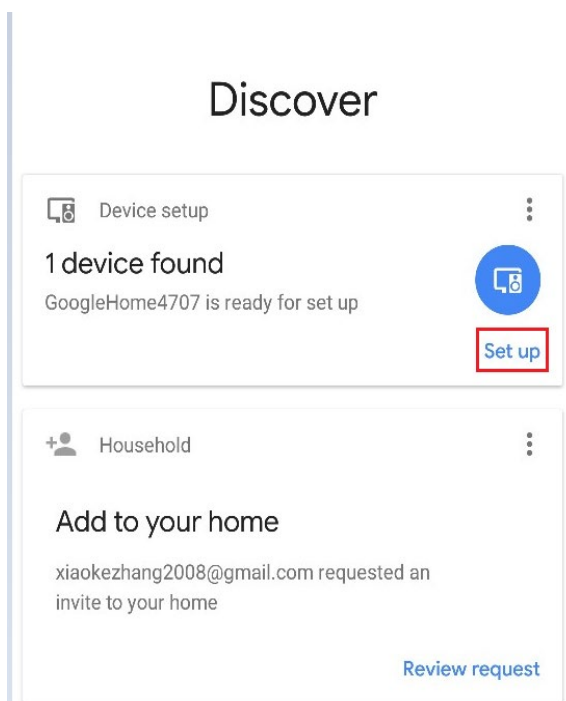 Discover
Device setup
1 device found
GoogleHome4707 is ready for set up
Set up
Household
Add to your home
xiaokezhang2008@gmail.com requested an
invite to your home
Review request